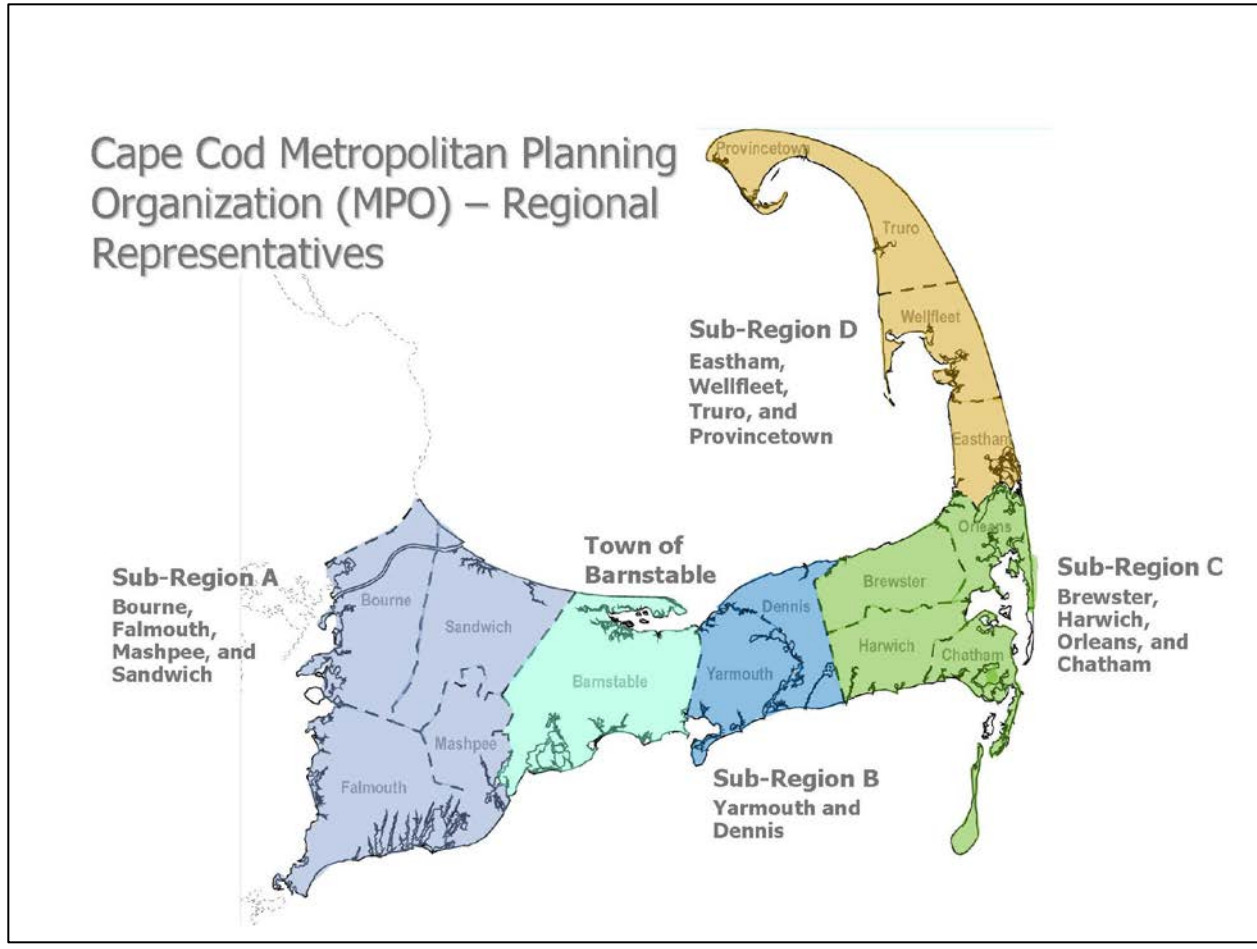 Cape Cod Metropolitan Planning
Organization (MPO) – Regional
Representatives
Provincetown
Truro
Wellfleet
Sub-Region D
Eastham,
Wellfleet,
Truro, and
Provincetown
Eastham
Orleans
Town of
Barnstable
Sub-Region A
Bourne,
Falmouth,
Mashpee, and
Sandwich
Bourne
Sandwich
Barnstable
Mashpee
Falmouth
Dennis
Yarmouth
Brewster
Harwich
Chatham
Sub-Region C
Brewster,
Harwich,
Orleans, and
Chatham
Sub-Region B
Yarmouth and
Dennis